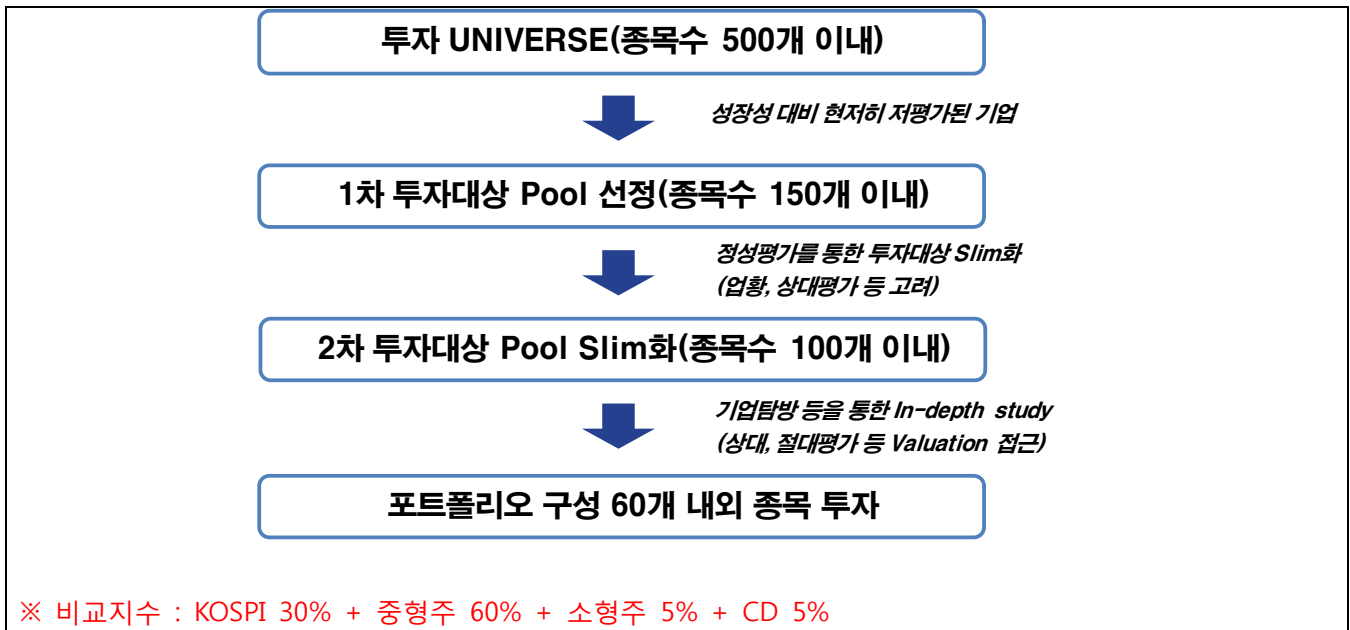 투자 UNIVERSE(종목수 500개 이내)
성장성 대비 현저히 저평가된 기업
1차 투자대상 Pool 선정(종목수 150개 이내)
정성평가를 통한 투자대상 Slim화
(업황, 상대평가 등 고려)
2차 투자대상 Pool Slim화(종목수 100개 이내)
기업탐방 등을 통한 In-depth study
(상대, 절대평가 등 Valuation 접근)
포트폴리오 구성 60개 내외 종목 투자
※ 비교지수 : KOSPI 30% + 중형주 60% + 소형주 5% + CD 5%